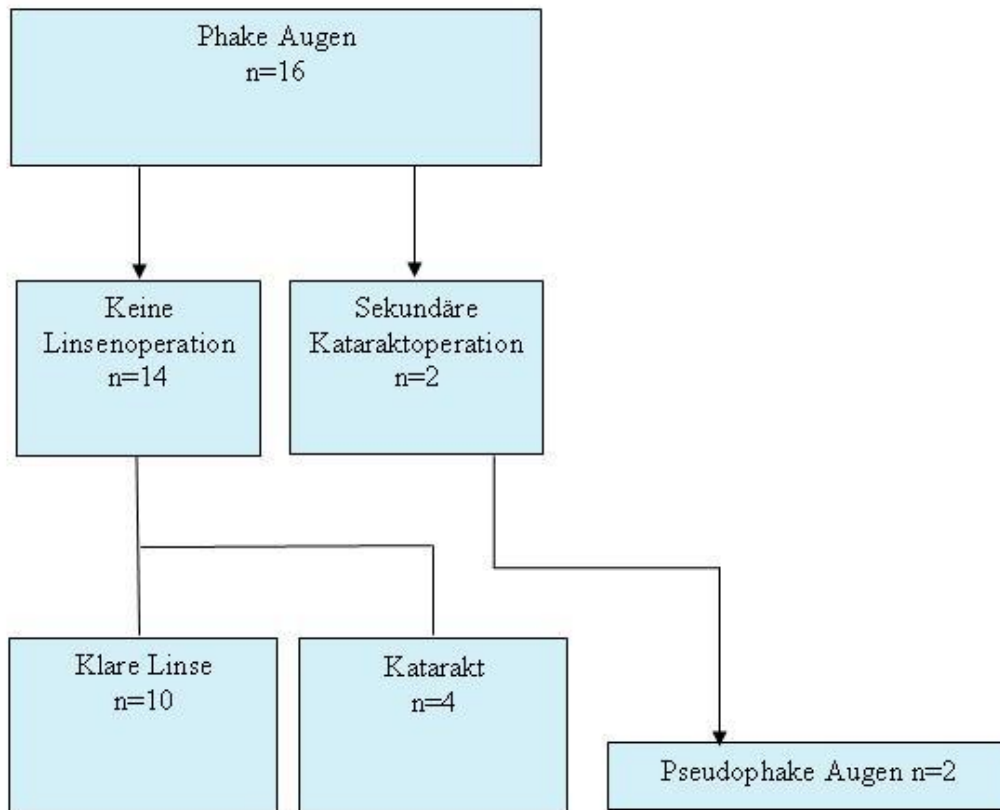 Phake Augen
n=16
Keine
Linsenoperation
n=14
Sekundäre
Kataraktoperation
n=2
Klare Linse
n=10
Katarakt
n=4
Pseudophake Augen n=2